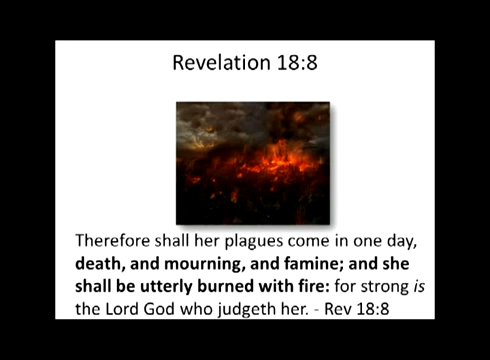 Revelation 18:8
Therefore shall her plagues come in one day,
death, and mourning, and famine; and she
shall be utterly burned with fire: for strong is
the Lord God who judgeth her. - Rev 18:8